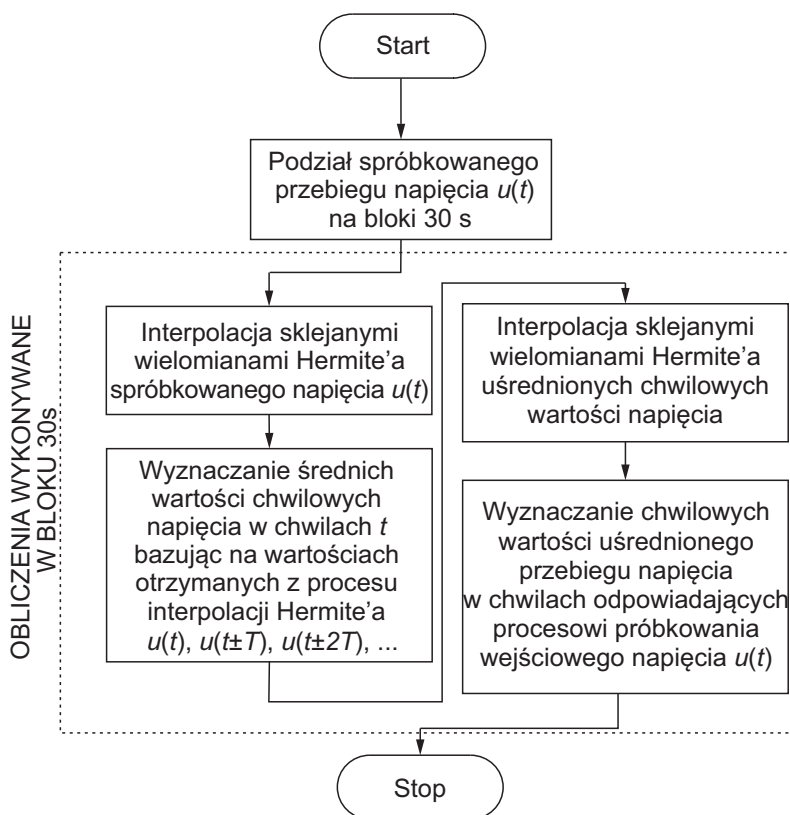 Start
Podział spróbkowanego
przebiegu napięcia u(t)
na bloki 30 s
OBLICZENIA WYKONYWANE
W BLOKU 30s
Interpolacja sklejanymi
wielomianami Hermite'a
spróbkowanego napięcia u(t)
Wyznaczanie średnich
wartości chwilowych
napięcia w chwilach t
bazując na wartościach
otrzymanych z procesu
interpolacji Hermite'a
u(t), u(t±T), u(t±2T), ...
Interpolacja sklejanymi
wielomianami Hermite'a
uśrednionych chwilowych
wartości napięcia
Wyznaczanie chwilowych
wartości uśrednionego
przebiegu napięcia
w chwilach odpowiadających
procesowi próbkowania
wejściowego napięcia u(t)
Stop